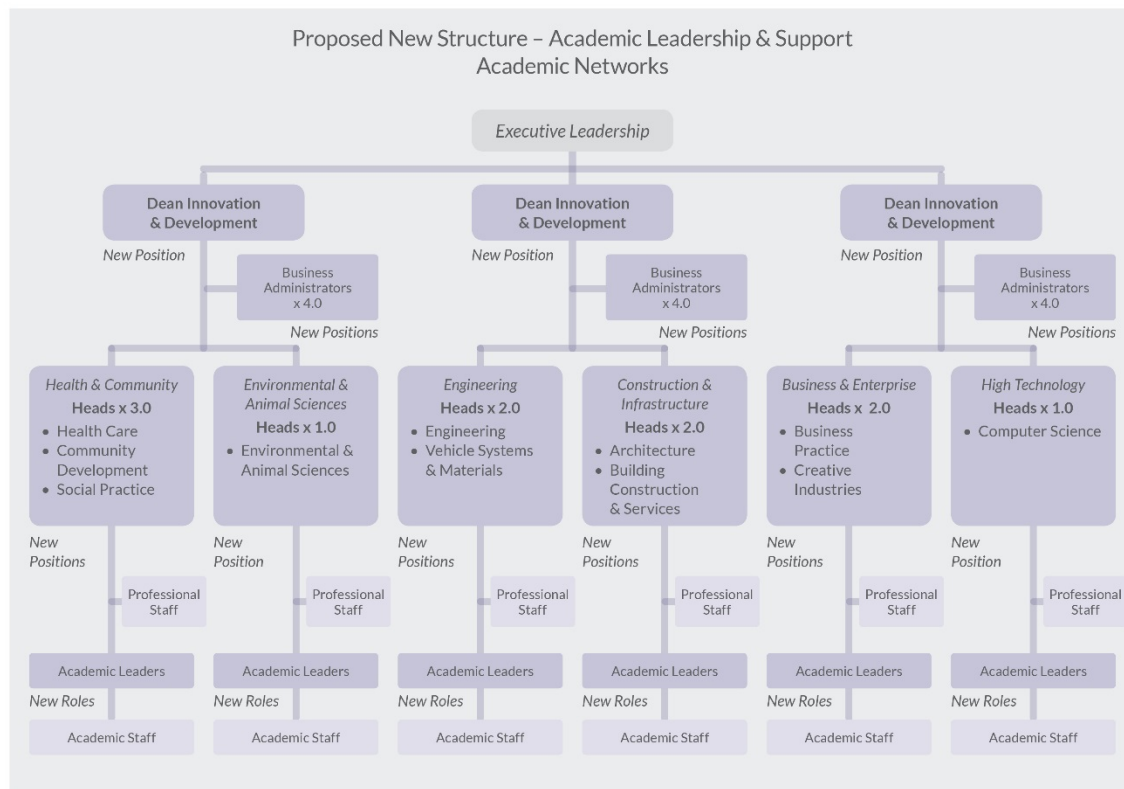 Proposed New Structure – Academic Leadership & Support
Academic Networks
Executive Leadership
Dean Innovation
& Development
New Position
Business
Administrators
x 4.0
New Positions
Dean Innovation
& Development
New Position
Business
Administrators
x 4.0
New Positions
Dean Innovation
& Development
New Position
Business
Administrators
x 4.0
New Positions
Health & Community
Heads x 3.0
• Health Care
• Community
Development
• Social Practice
New
Positions
Professional
Staff
Academic Leaders
New Roles
Academic Staff
Environmental &
Animal Sciences
Heads x 1.0
• Environmental &
Animal Sciences
New
Position
Professional
Staff
Academic Leaders
New Roles
Academic Staff
Engineering
Heads x 2.0
• Engineering
• Vehicle Systems
& Materials
New
Positions
Professional
Staff
Academic Leaders
New Roles
Academic Staff
Construction &
Infrastructure
Heads x 2.0
• Architecture
• Building
Construction
& Services
New
Positions
Professional
Staff
Academic Leaders
New Roles
Academic Staff
Business & Enterprise
Heads x 2.0
• Business
Practice
• Creative
Industries
New
Positions
Professional
Staff
Academic Leaders
New Roles
Academic Staff
High Technology
Heads x 1.0
• Computer Science
New
Position
Professional
Staff
Academic Leaders
New Roles
Academic Staff